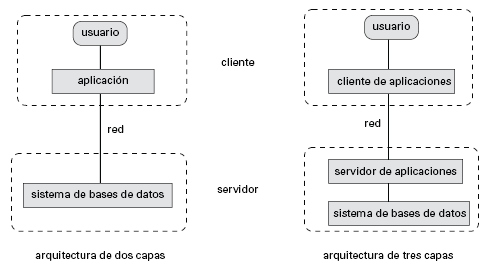 usuario
aplicación
red
sistema de bases de datos
arquitectura de dos capas
cliente
servidor
usuario
cliente de aplicaciones
red
servidor de aplicaciones
sistema de bases de datos
arquitectura de tres capas